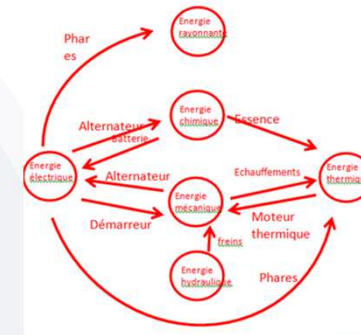 Energie
rayonnante
Phar
es
Energie
chimique
Essence
Alternateur
Batterie
Energie
électrique
Alternateur
Echauffements
Energie
thermiq
Energie
mécanique
Démarreur
Moteur
thermique
freins
Energie
hydraulique
Phares